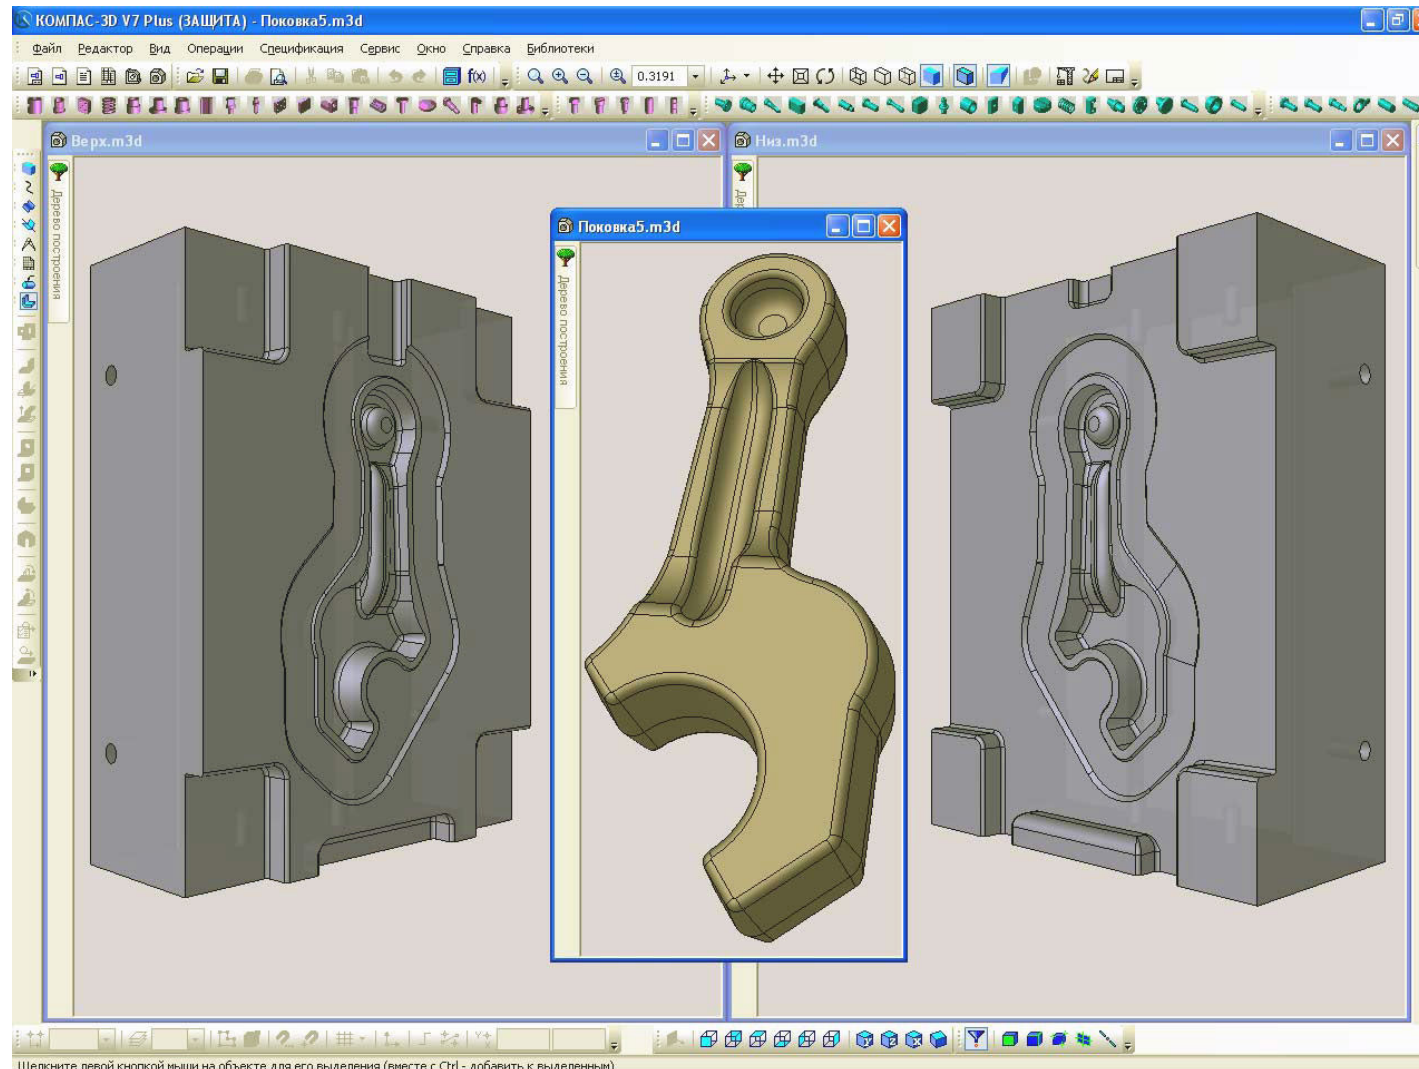 КОМПАС-3D V7 Plus (ЗАЩИТА) - Поковка5.m3d
Файл Редактор Вид Операции Спецификация Сервис Окно Справка Библиотеки
f(x) 0.3191
Верх.m3d
Дерево построения
Низ.m3d
Дере
Поковка5.m3d
Дерево построения
Щелкните левой кнопкой мыши на объекте для его выделения (вместе с Ctrl - добавить к выделенным)